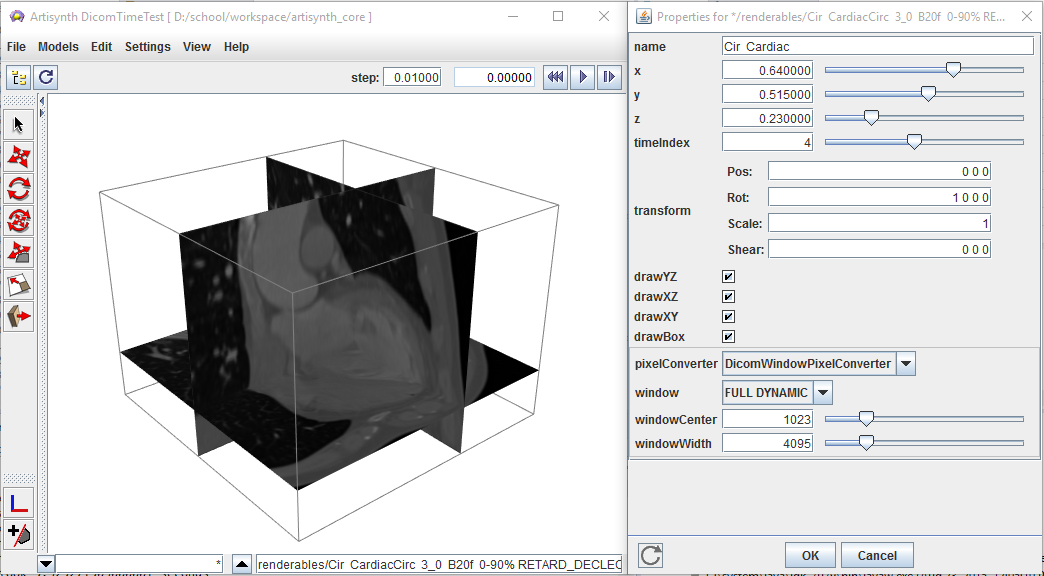 Artisynth DicomTimeTest [ D:/school/workspace/artisynth_core ]
File Models Edit Settings View Help
step: 0.01000 0.00000
*
renderables/Cir CardiacCirc 3_0 B20f 0-90% RETARD_DECLEC
Properties for */renderables/Cir CardiacCirc 3_0 B20f 0-90% RE...
name Cir Cardiac
x 0.640000
y 0.515000
z 0.230000
timeIndex 4
transform
Pos: 0 0 0
Rot: 1 0 0 0
Scale: 1
Shear: 0 0 0
drawYZ
drawXZ
drawXY
drawBox
pixelConverter DicomWindowPixelConverter
window FULL DYNAMIC
windowCenter 1023
windowWidth 4095
OK Cancel